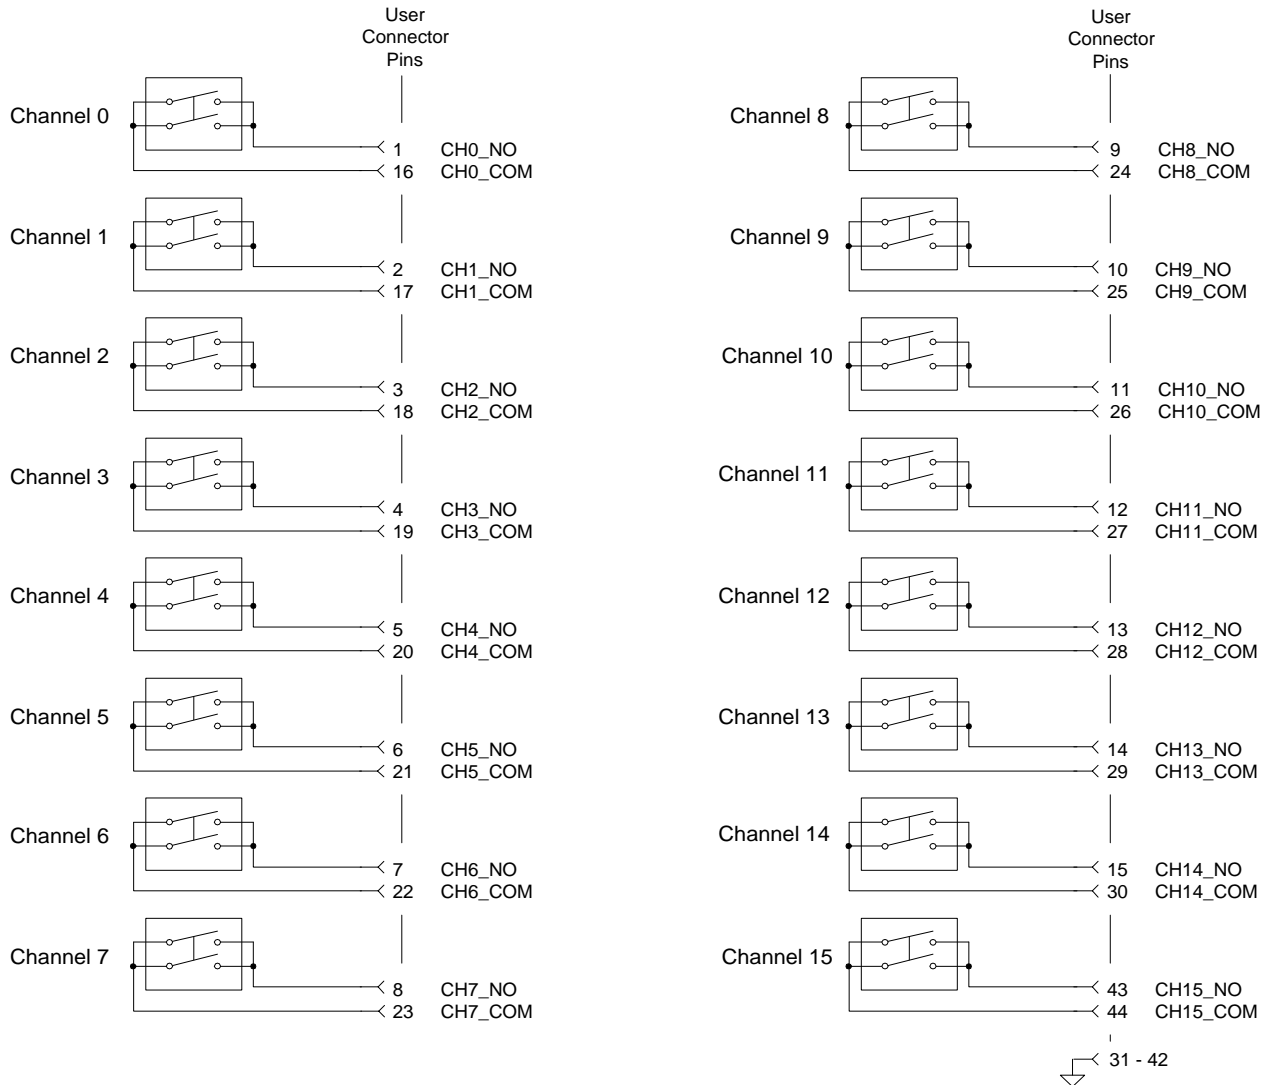 User
Connector
Pins
Channel 0
1 CH0_NO
16 CH0_COM
Channel 1
2 CH1_NO
17 CH1_COM
Channel 2
3 CH2_NO
18 CH2_COM
Channel 3
4 CH3_NO
19 CH3_COM
Channel 4
5 CH4_NO
20 CH4_COM
Channel 5
6 CH5_NO
21 CH5_COM
Channel 6
7 CH6_NO
22 CH6_COM
Channel 7
8 CH7_NO
23 CH7_COM
User
Connector
Pins
Channel 8
9 CH8_NO
24 CH8_COM
Channel 9
10 CH9_NO
25 CH9_COM
Channel 10
11 CH10_NO
26 CH10_COM
Channel 11
12 CH11_NO
27 CH11_COM
Channel 12
13 CH12_NO
28 CH12_COM
Channel 13
14 CH13_NO
29 CH13_COM
Channel 14
15 CH14_NO
30 CH14_COM
Channel 15
43 CH15_NO
44 CH15_COM
31 - 42